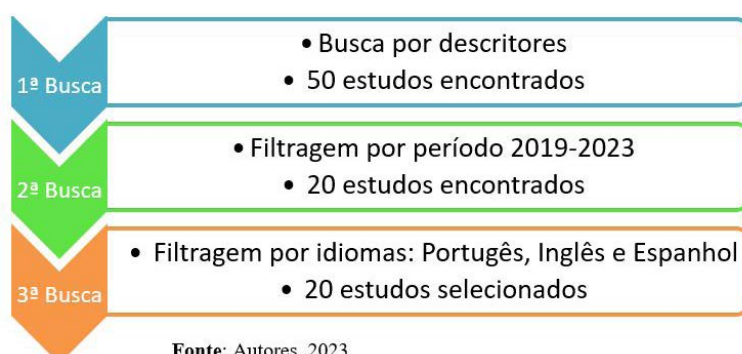 1ª Busca
• Busca por descritores
• 50 estudos encontrados
2ª Busca
• Filtragem por período 2019-2023
• 20 estudos encontrados
3ª Busca
• Filtragem por idiomas: Portugês, Inglês e Espanhol
• 20 estudos selecionados
Fonte: Autores, 2023